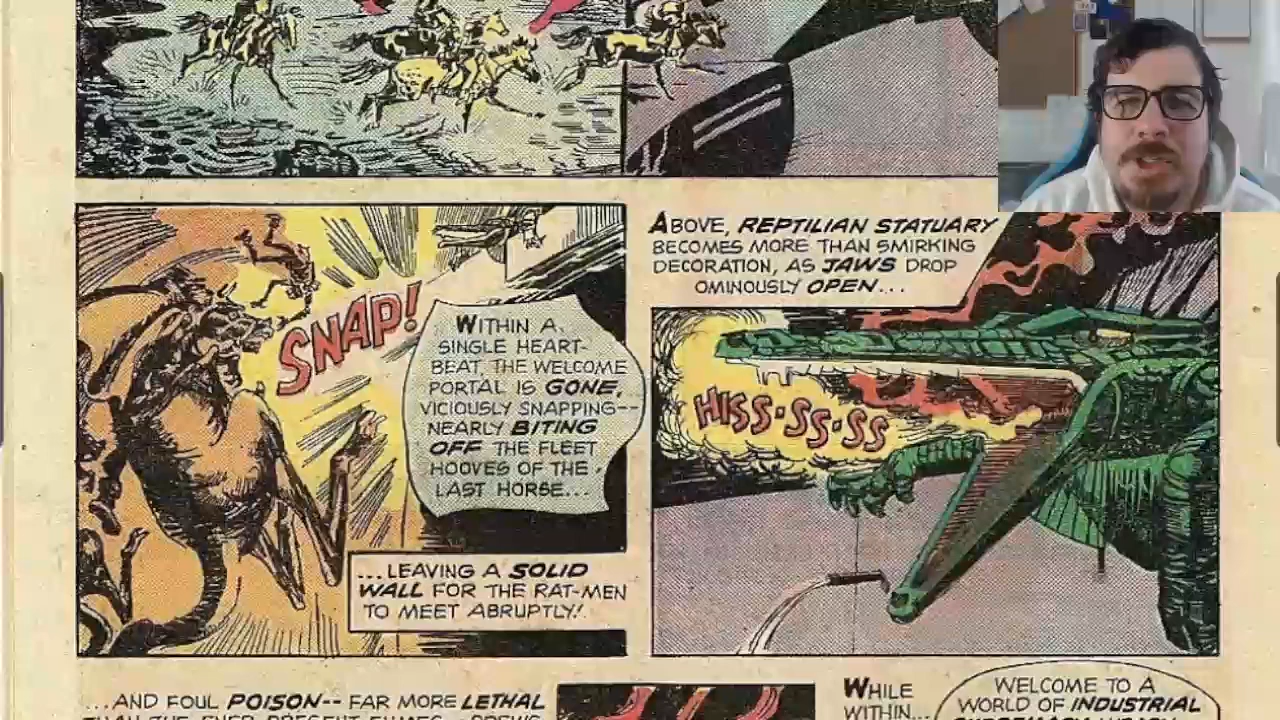 SNAP!
WITHIN A
SINGLE HEART-
BEAT, THE WELCOME
PORTAL IS GONE,
VICIOUSLY SNAPPING--
NEARLY BITING
OFF THE FLEET
HOOVES OF THE
LAST HORSE...
...LEAVING A SOLID
WALL FOR THE RAT-MEN
TO MEET ABRUPTLY!
ABOVE, REPTILIAN STATUARY
BECOMES MORE THAN SMIRKING
DECORATION, AS JAWS DROP
OMINOUSLY OPEN...
HISS-SS-SS
...AND FOUL POISON-- FAR MORE LETHAL
WHILE
WITHIN...
WELCOME TO A
WORLD OF INDUSTRIAL